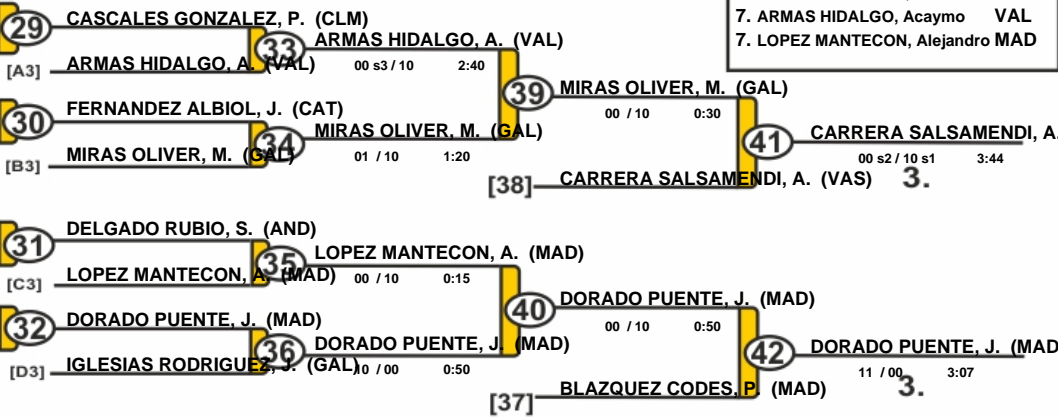 7. ARMAS HIDALGO, Acaymo VAL
7. LOPEZ MANTECON, Alejandro MAD
29 CASCALES GONZALEZ, P. (CLM)
[A3] ARMAS HIDALGO, A. (VAL)
33 ARMAS HIDALGO, A. (VAL)
00 s3 / 10 2:40
30 FERNANDEZ ALBIOL, J. (CAT)
[B3] MIRAS OLIVER, M. (GAL)
34 MIRAS OLIVER, M. (GAL)
01 / 10 1:20
39 MIRAS OLIVER, M. (GAL)
00 / 10 0:30
[38] CARRERA SALSAMENDI, A. (VAS)
41 CARRERA SALSAMENDI, A.
00 s2 / 10 s1 3:44
3.
31 DELGADO RUBIO, S. (AND)
[C3] LOPEZ MANTECON, A. (MAD)
35 LOPEZ MANTECON, A. (MAD)
00 / 10 0:15
32 DORADO PUENTE, J. (MAD)
[D3] IGLESIAS RODRIGUEZ, J. (GAL)
36 DORADO PUENTE, J. (MAD)
10 / 00 0:50
40 DORADO PUENTE, J. (MAD)
00 / 10 0:50
[37] BLAZQUEZ CODES, P. (MAD)
42 DORADO PUENTE, J. (MAD
11 / 00 3:07
3.